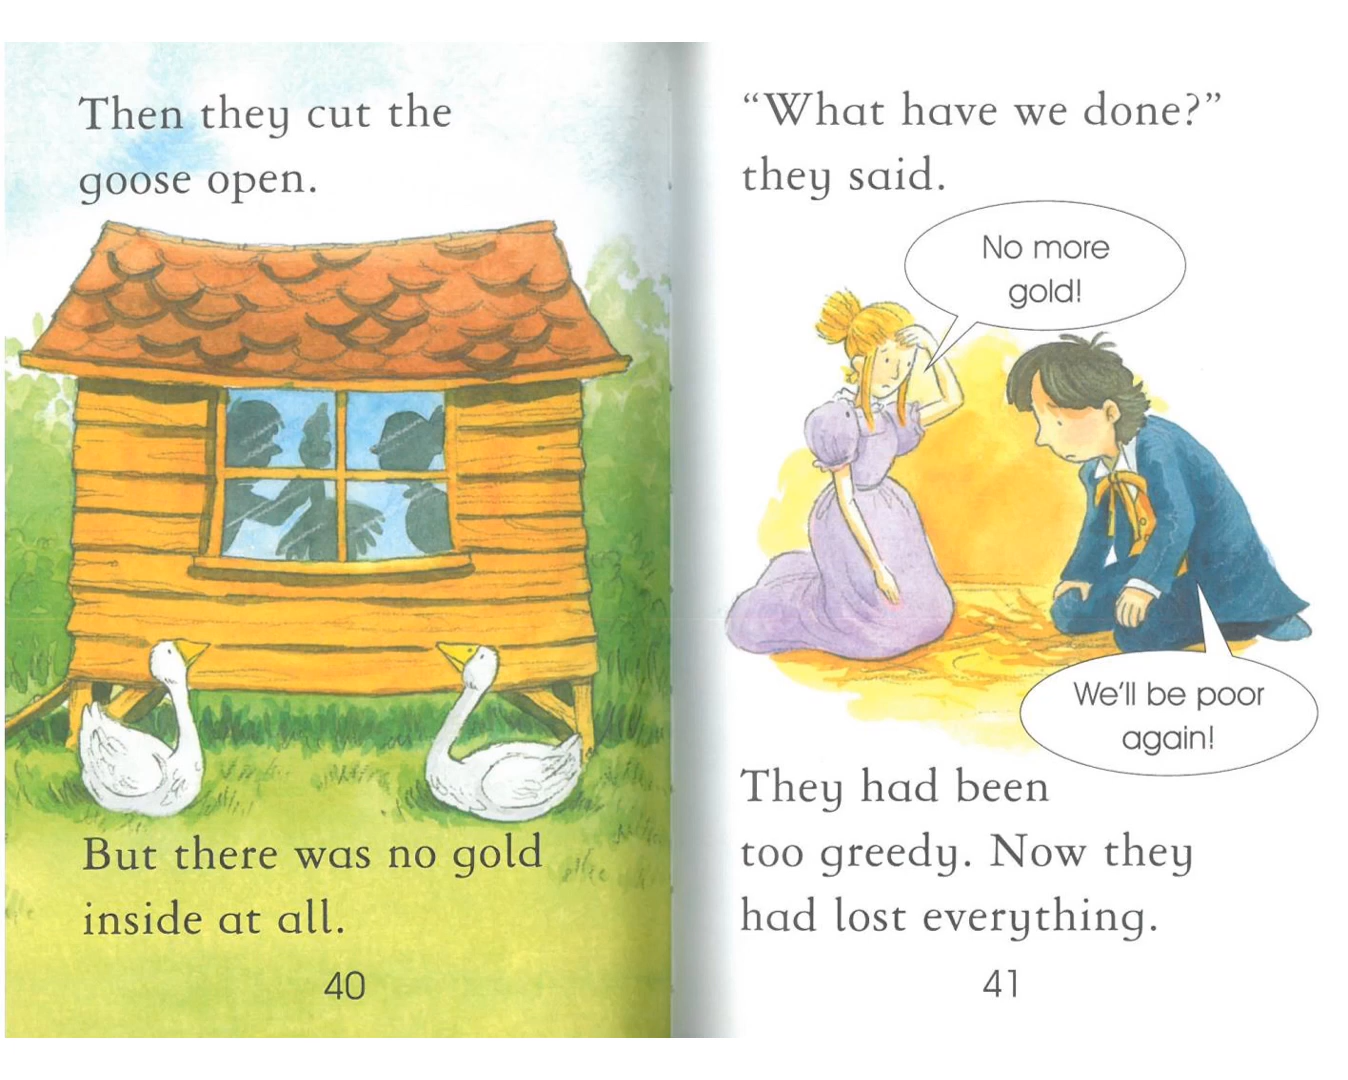 Then they cut the
goose open.
But there was no gold
inside at all.
40
“What have we done?”
they said.
No more
gold!
We'll be poor
again!
They had been
too greedy. Now they
had lost everything.
41